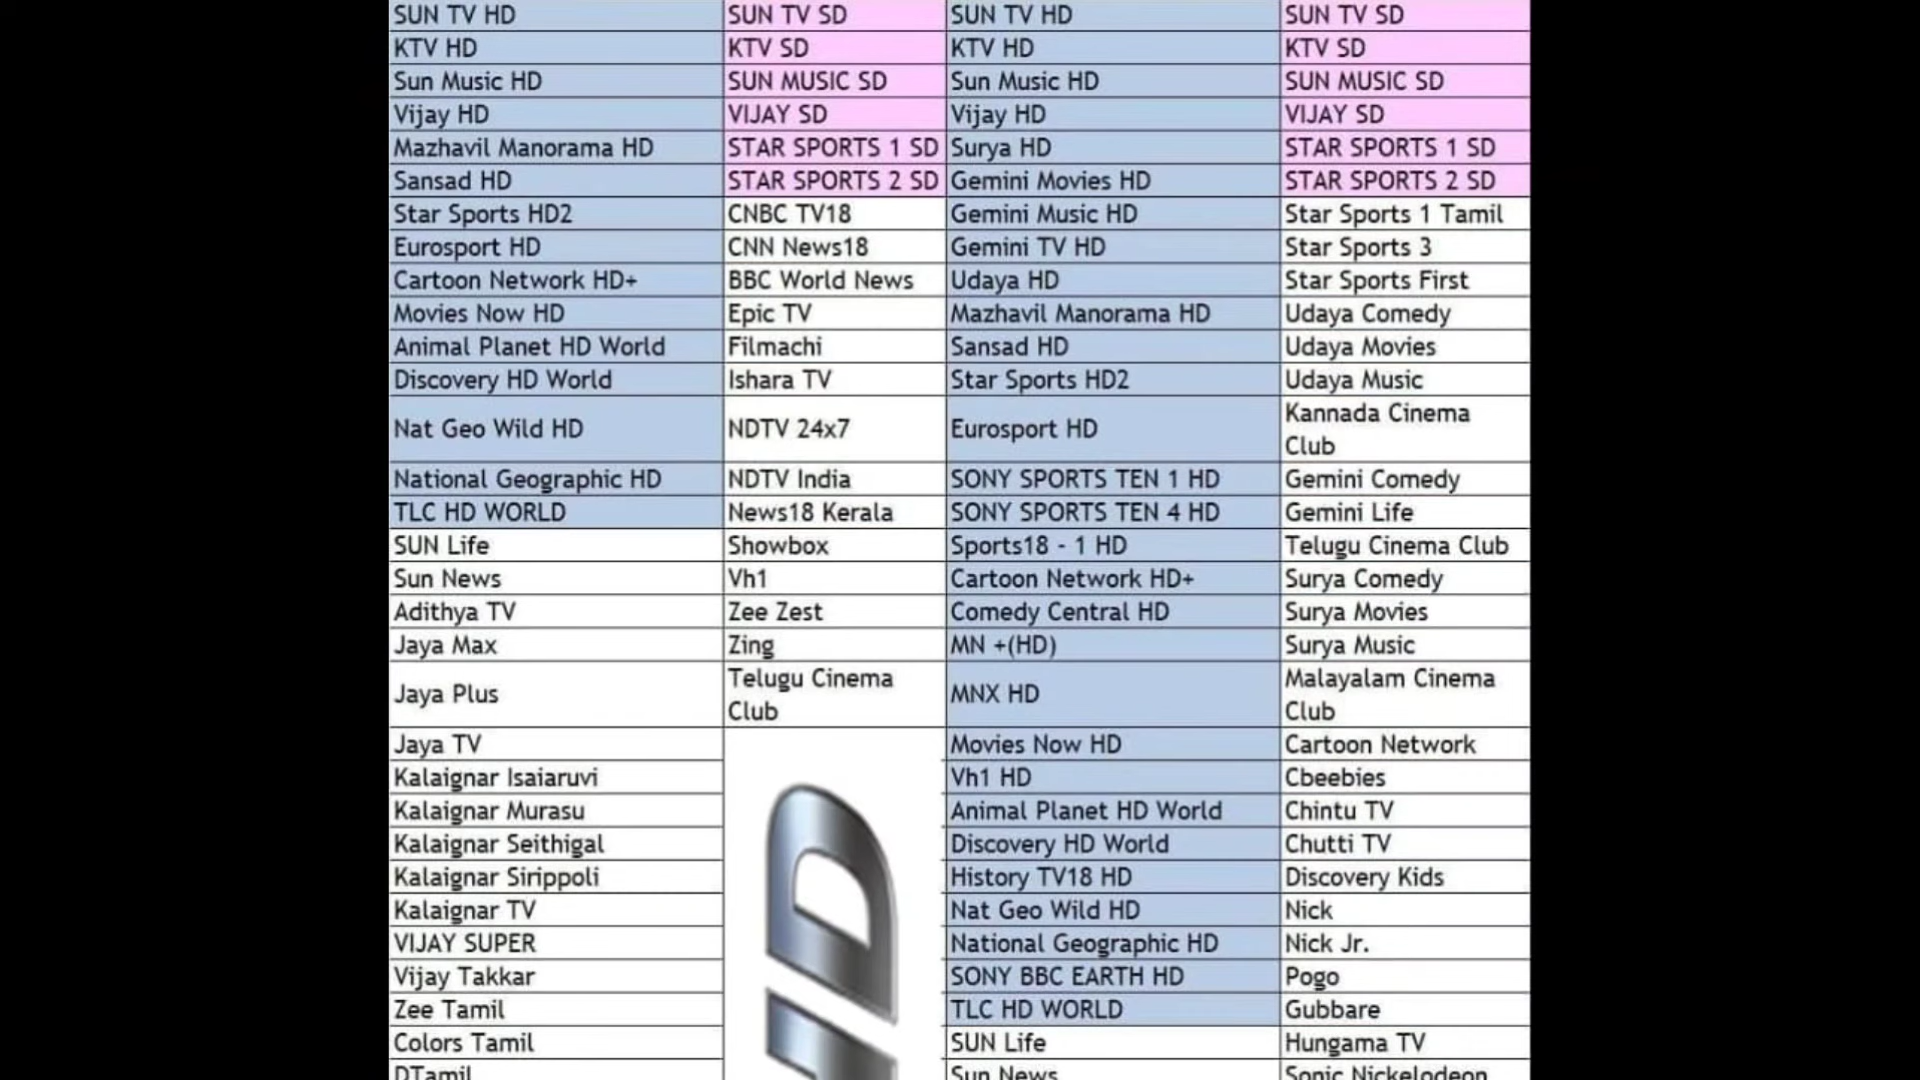 SUN TV HD SUN TV SD SUN TV HD SUN TV SD
KTV HD KTV SD KTV HD KTV SD
Sun Music HD SUN MUSIC SD Sun Music HD SUN MUSIC SD
Vijay HD VIJAY SD Vijay HD VIJAY SD
Mazhavil Manorama HD STAR SPORTS 1 SD Surya HD STAR SPORTS 1 SD
Sansad HD STAR SPORTS 2 SD Gemini Movies HD STAR SPORTS 2 SD
Star Sports HD2 CNBC TV18 Gemini Music HD Star Sports 1 Tamil
Eurosport HD CNN News18 Gemini TV HD Star Sports 3
Cartoon Network HD+ BBC World News Udaya HD Star Sports First
Movies Now HD Epic TV Mazhavil Manorama HD Udaya Comedy
Animal Planet HD World Filmachi Sansad HD Udaya Movies
Discovery HD World Ishara TV Star Sports HD2 Udaya Music
Nat Geo Wild HD NDTV 24x7 Eurosport HD Kannada Cinema
Club
National Geographic HD NDTV India SONY SPORTS TEN 1 HD Gemini Comedy
TLC HD WORLD News18 Kerala SONY SPORTS TEN 4 HD Gemini Life
SUN Life Showbox Sports18 - 1 HD Telugu Cinema Club
Sun News Vh1 Cartoon Network HD+ Surya Comedy
Adithya TV Zee Zest Comedy Central HD Surya Movies
Jaya Max Zing MN +(HD) Surya Music
Jaya Plus Telugu Cinema MNX HD Malayalam Cinema
Club Club
Jaya TV Movies Now HD Cartoon Network
Kalaignar Isaiaruvi Vh1 HD Cbeebies
Kalaignar Murasu Animal Planet HD World Chintu TV
Kalaignar Seithigal Discovery HD World Chutti TV
Kalaignar Sirippoli History TV18 HD Discovery Kids
Kalaignar TV Nat Geo Wild HD Nick
VIJAY SUPER National Geographic HD Nick Jr.
Vijay Takkar SONY BBC EARTH HD Pogo
Zee Tamil TLC HD WORLD Gubbare
Colors Tamil SUN Life Hungama TV
DTamil Sun News Sonic Nickelodeon